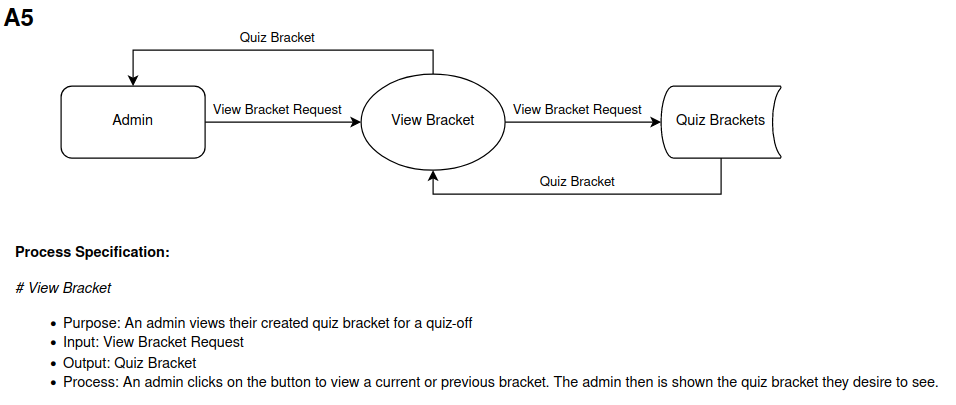 A5
Quiz Bracket
Admin
View Bracket Request
View Bracket
View Bracket Request
Quiz Brackets
Quiz Bracket
Process Specification:
# View Bracket
• Purpose: An admin views their created quiz bracket for a quiz-off
• Input: View Bracket Request
• Output: Quiz Bracket
• Process: An admin clicks on the button to view a current or previous bracket. The admin then is shown the quiz bracket they desire to see.